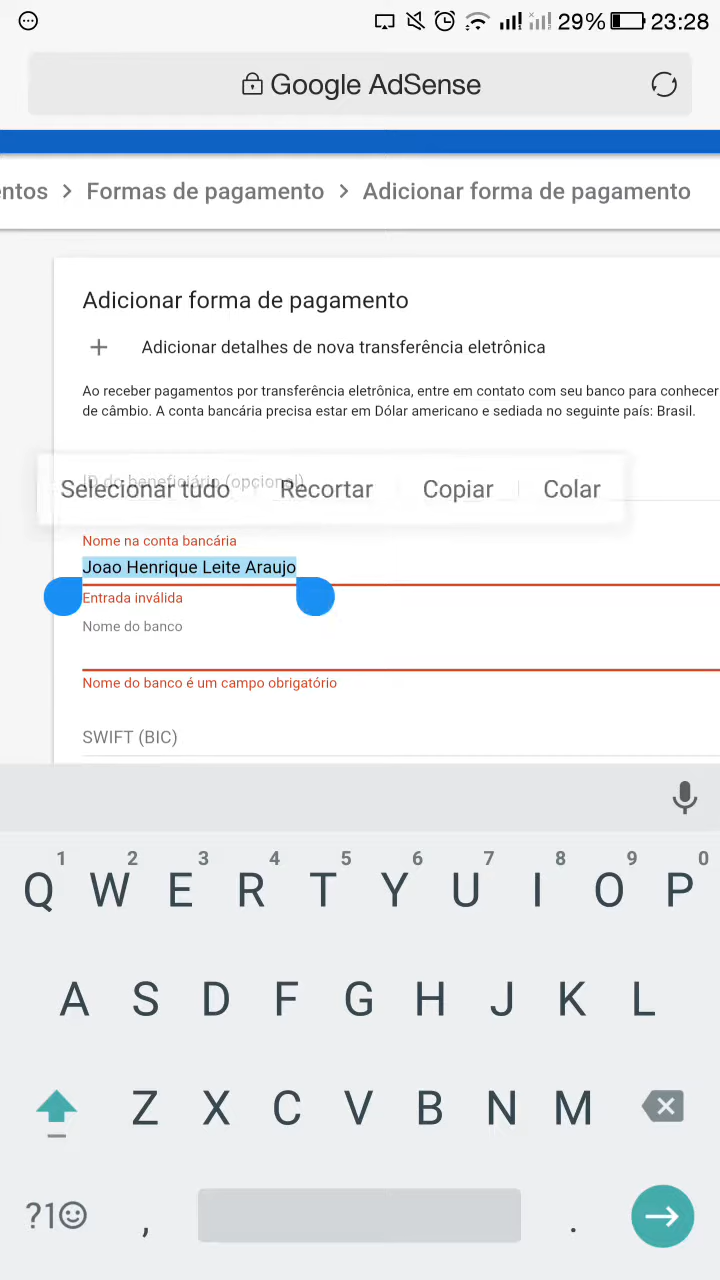 29% 23:28
Google AdSense
entos > Formas de pagamento > Adicionar forma de pagamento
Adicionar forma de pagamento
+ Adicionar detalhes de nova transferência eletrônica
Ao receber pagamentos por transferência eletrônica, entre em contato com seu banco para conhecer
de câmbio. A conta bancária precisa estar em Dólar americano e sediada no seguinte país: Brasil.
ID do beneficiário (opcional)
Selecionar tudo Recortar Copiar Colar
Nome na conta bancária
Joao Henrique Leite Araujo
Entrada inválida
Nome do banco
Nome do banco é um campo obrigatório
SWIFT (BIC)
1 2 3 4 5 6 7 8 9 0
Q W E R T Y U I O P
A S D F G H J K L
Z X C V B N M
?1☺ , .